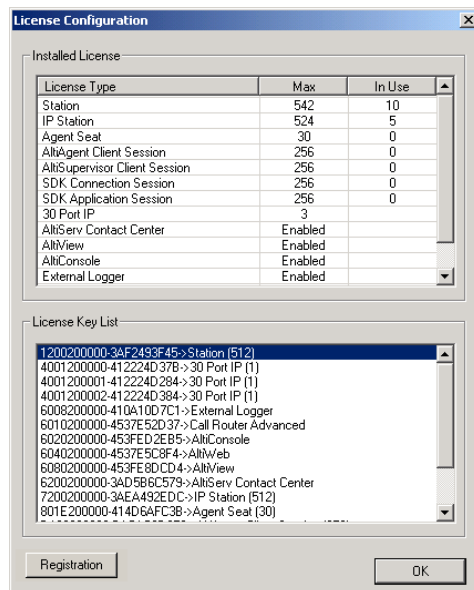 License Configuration
Installed License
License Type Max In Use
Station 542 10
IP Station 524 5
Agent Seat 30 0
AltiAgent Client Session 256 0
AltiSupervisor Client Session 256 0
SDK Connection Session 256 0
SDK Application Session 256 0
30 Port IP 3
AltiServ Contact Center Enabled
AltiView Enabled
AltiConsole Enabled
External Logger Enabled
License Key List
1200200000-3AF2493F45->Station (512)
4001200000-412224D37B->30 Port IP (1)
4001200001-412224D284->30 Port IP (1)
4001200002-412224D384->30 Port IP (1)
6008200000-410A10D7C1->External Logger
6010200000-4537E52D37->Call Router Advanced
6020200000-453FED2EB5->AltiConsole
6040200000-4537E5C8F4->AltiWeb
6080200000-453FE8DCD4->AltiView
6200200000-3AD5B6C579->AltiServ Contact Center
7200200000-3AEA492EDC->IP Station (512)
801E200000-414D6AFC3B->Agent Seat (30)
Registration
OK